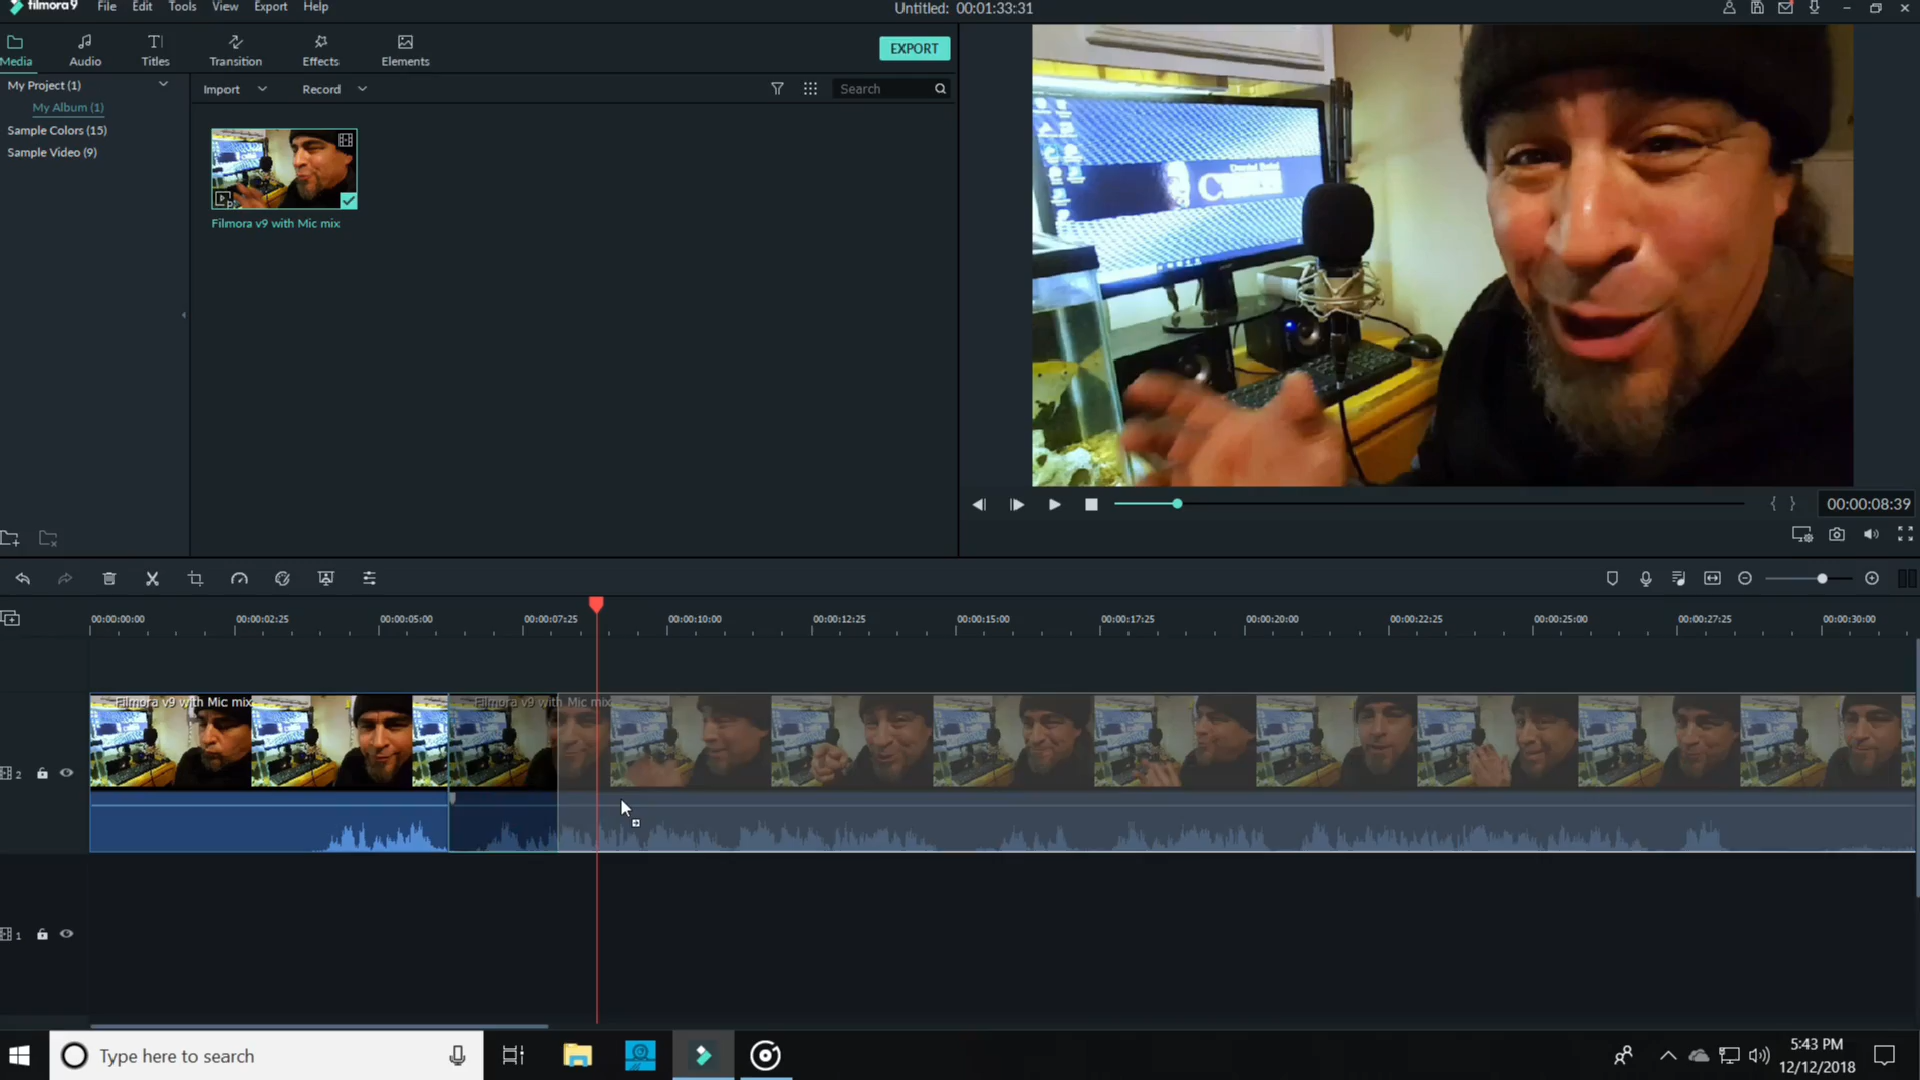 filmora9
File
Edit
Tools
View
Export
Help
Untitled: 00:01:33:31
Media
Audio
Titles
Transition
Effects
Elements
EXPORT
My Project (1)
My Album (1)
Sample Colors (15)
Sample Video (9)
Import
Record
Search
Filmora v9 with Mic mix
00:00:08:39
00:00:00:00
00:00:02:25
00:00:05:00
00:00:07:25
00:00:10:00
00:00:12:25
00:00:15:00
00:00:17:25
00:00:20:00
00:00:22:25
00:00:25:00
00:00:27:25
00:00:30:00
Filmora v9 with Mic mix
Filmora v9 with Mic mix
2
1
Type here to search
5:43 PM
12/12/2018